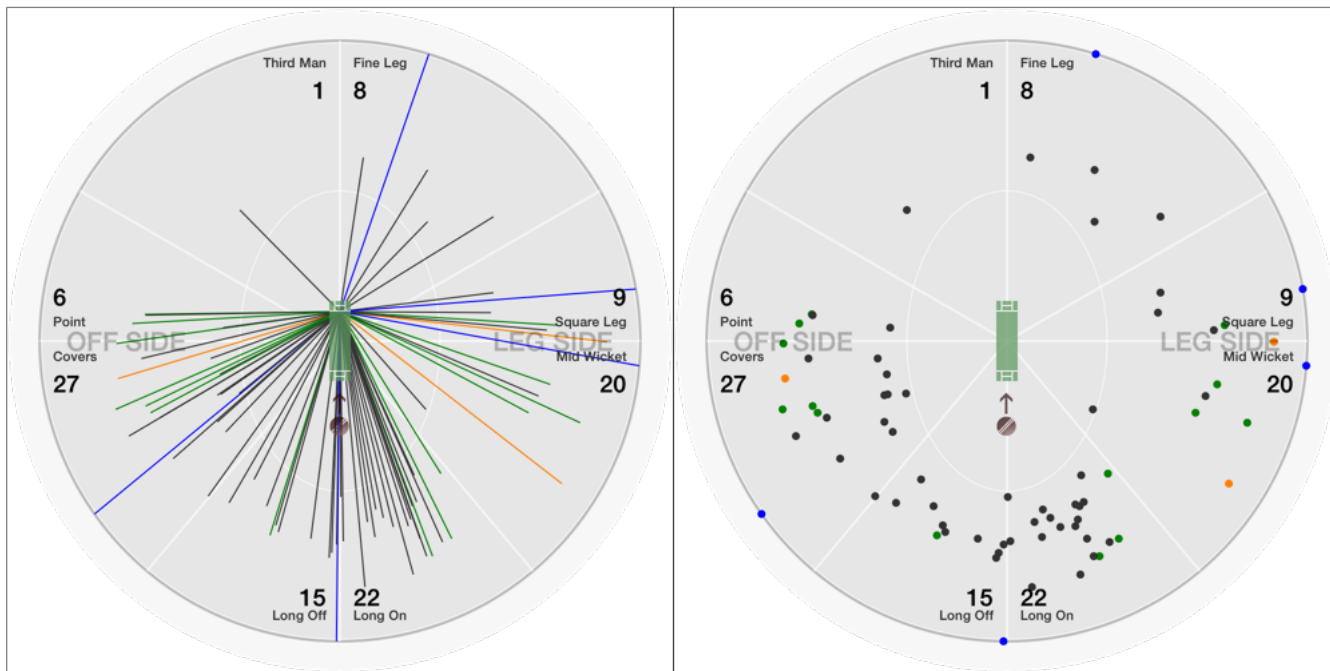 Third Man Fine Leg
1 8
6 9
Point Square Leg
OFF SIDE LEG SIDE
Covers Mid Wicket
27 20
15 22
Long Off Long On
Third Man Fine Leg
1 8
6 9
Point Square Leg
OFF SIDE LEG SIDE
Covers Mid Wicket
27 20
15 22
Long Off Long On